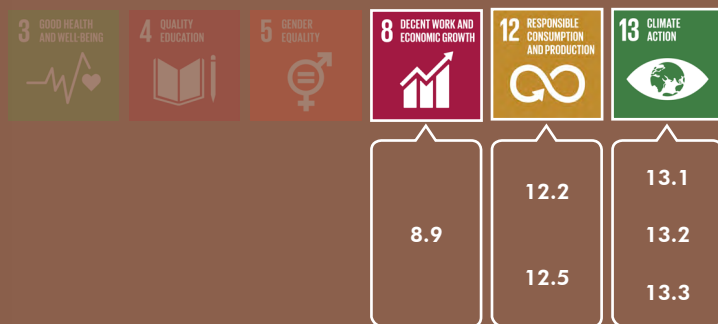 3 GOOD HEALTH
AND WELL-BEING
4 QUALITY
EDUCATION
5 GENDER
EQUALITY
8 DECENT WORK AND
ECONOMIC GROWTH
12 RESPONSIBLE
CONSUMPTION
AND PRODUCTION
13 CLIMATE
ACTION
8.9
12.2
12.5
13.1
13.2
13.3